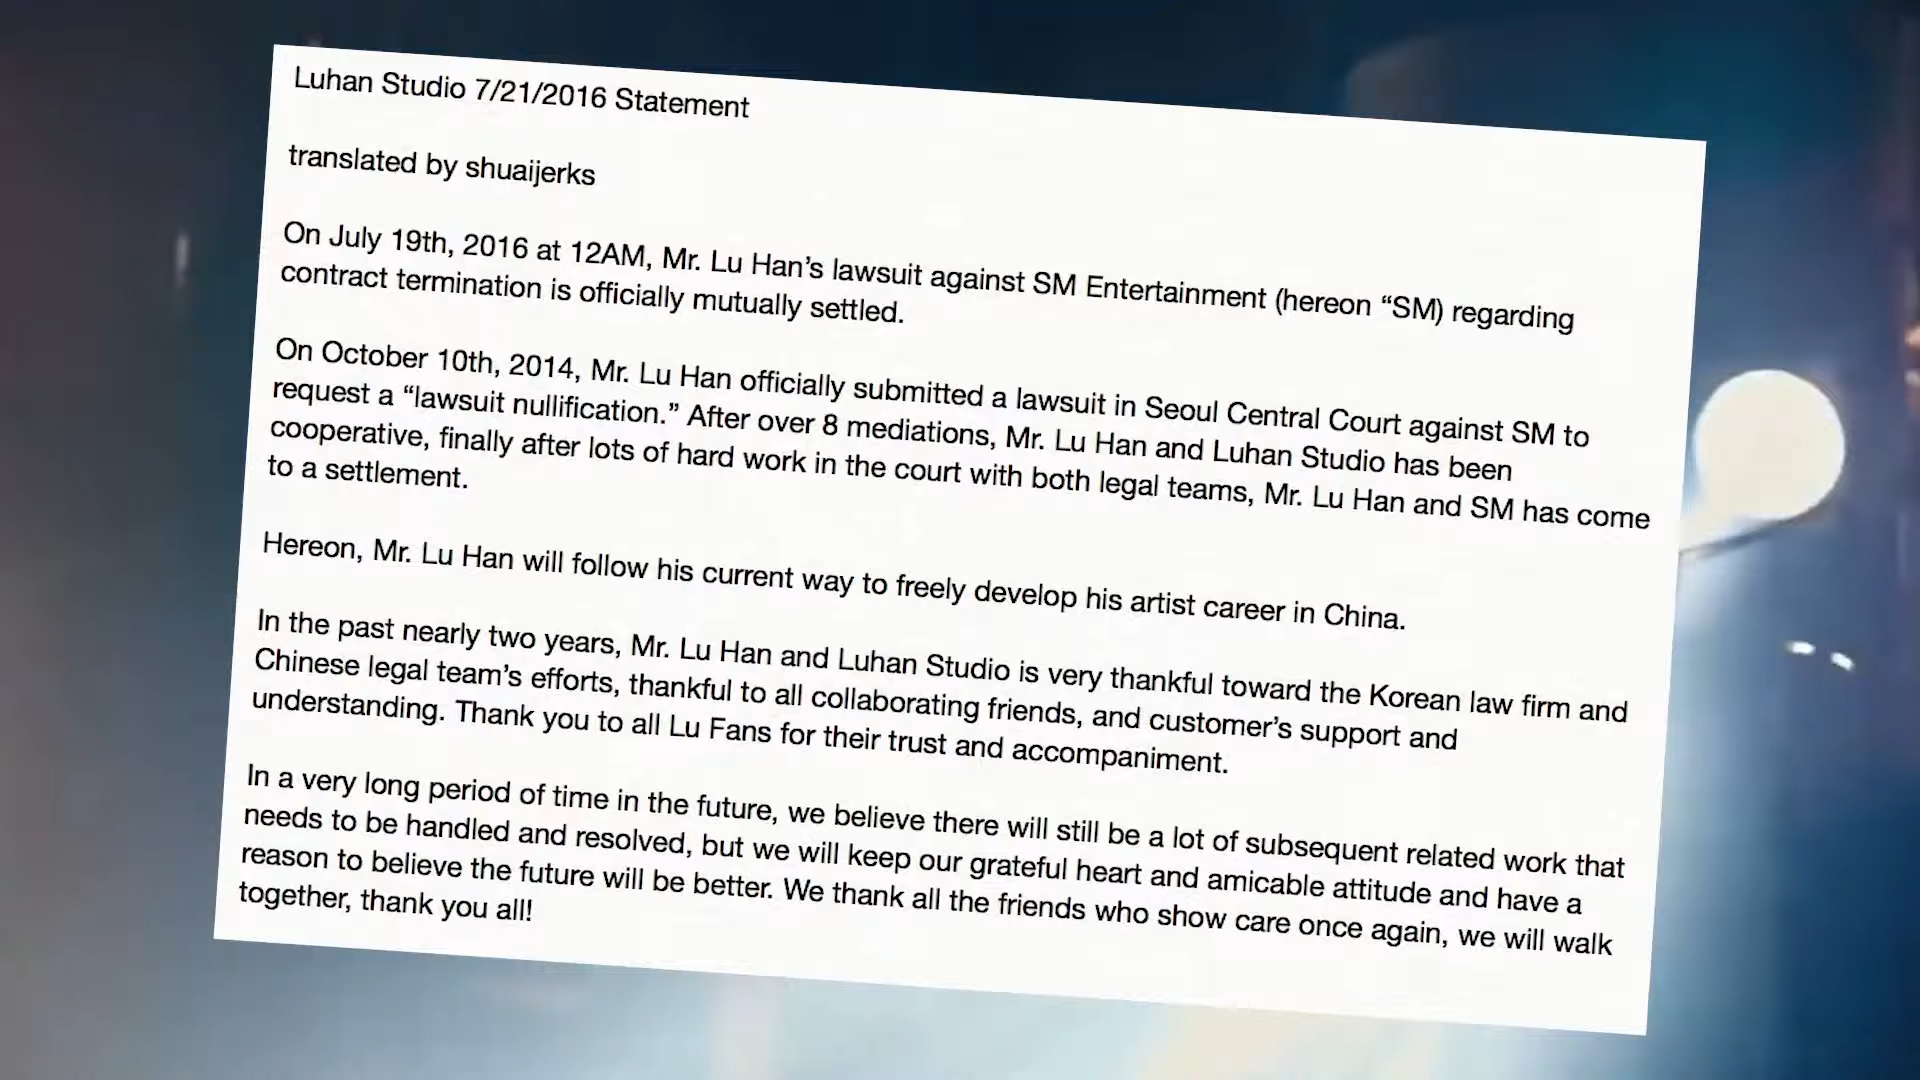 Luhan Studio 7/21/2016 Statement
translated by shuaijerks
On July 19th, 2016 at 12AM, Mr. Lu Han’s lawsuit against SM Entertainment (hereon “SM) regarding
contract termination is officially mutually settled.
On October 10th, 2014, Mr. Lu Han officially submitted a lawsuit in Seoul Central Court against SM to
request a “lawsuit nullification.” After over 8 mediations, Mr. Lu Han and Luhan Studio has been
cooperative, finally after lots of hard work in the court with both legal teams, Mr. Lu Han and SM has come
to a settlement.
Hereon, Mr. Lu Han will follow his current way to freely develop his artist career in China.
In the past nearly two years, Mr. Lu Han and Luhan Studio is very thankful toward the Korean law firm and
Chinese legal team’s efforts, thankful to all collaborating friends, and customer’s support and
understanding. Thank you to all Lu Fans for their trust and accompaniment.
In a very long period of time in the future, we believe there will still be a lot of subsequent related work that
needs to be handled and resolved, but we will keep our grateful heart and amicable attitude and have a
reason to believe the future will be better. We thank all the friends who show care once again, we will walk
together, thank you all!